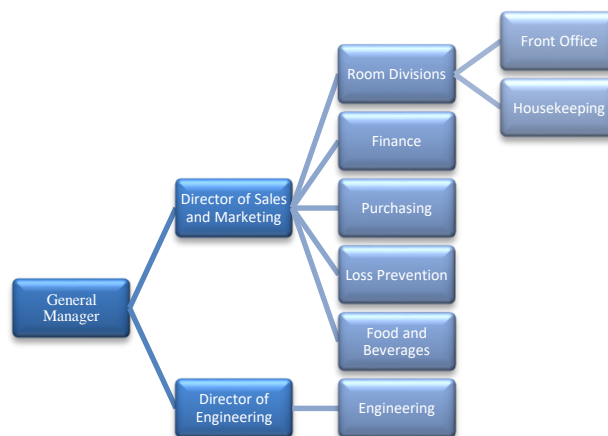 Front Office
Room Divisions
Housekeeping
Finance
Director of Sales
and Marketing
Purchasing
Loss Prevention
General
Manager
Food and
Beverages
Director of
Engineering
Engineering